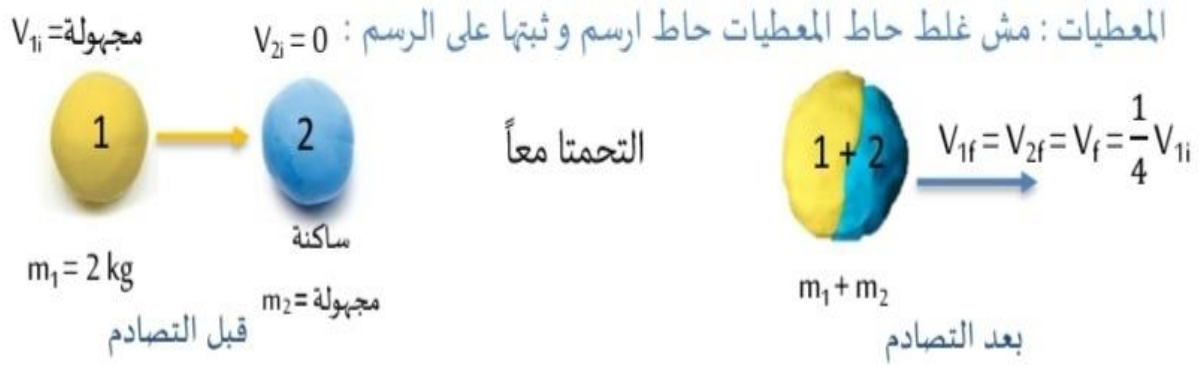 المعطيات : مش غلط حاط المعطيات حاط ارسم و ثبتها على الرسم :
V₁ᵢ = مجهولة
V₂ᵢ = 0
1
2
التحمتا معاً
1 + 2
V₁f = V₂f = Vf = 1/4 V₁ᵢ
ساكنة
m₁ = 2 kg
m₂ = مجهولة
m₁ + m₂
قبل التصادم
بعد التصادم